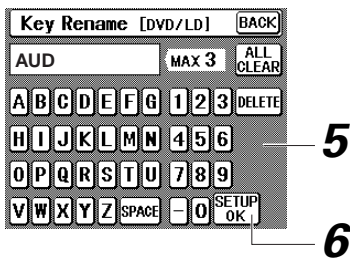 Key Rename [DVD/LD] BACK
AUD MAX 3 ALL CLEAR
A B C D E F G 1 2 3 DELETE
H I J K L M N 4 5 6
O P Q R S T U 7 8 9
V W X Y Z SPACE - 0 SETUP OK
5
6